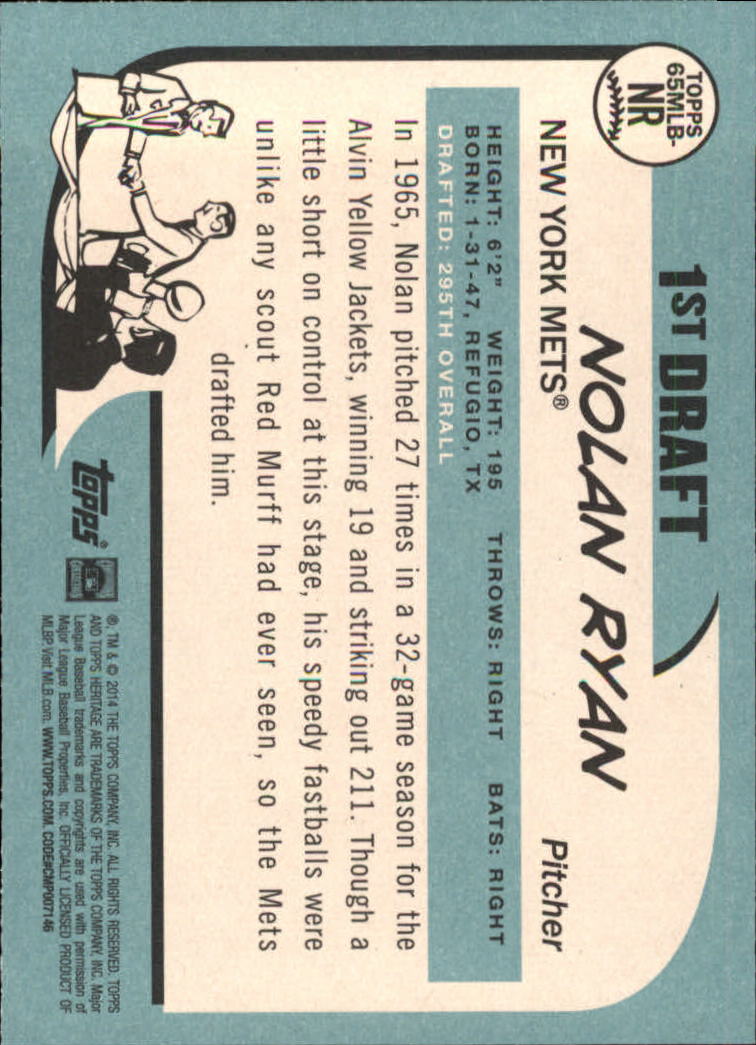 TOPPS
65MLB-
NR
1ST DRAFT
NOLAN RYAN
NEW YORK METS® Pitcher
HEIGHT: 6'2" WEIGHT: 195 THROWS: RIGHT BATS: RIGHT
BORN: 1-31-47, REFUGIO, TX
DRAFTED: 295TH OVERALL
In 1965, Nolan pitched 27 times in a 32-game season for the
Alvin Yellow Jackets, winning 19 and striking out 211. Though a
little short on control at this stage, his speedy fastballs were
unlike any scout Red Murff had ever seen, so the Mets
drafted him.
topps®
®, TM & © 2014 THE TOPPS COMPANY, INC. ALL RIGHTS RESERVED. TOPPS
AND TOPPS HERITAGE ARE TRADEMARKS OF THE TOPPS COMPANY, INC. Major
League Baseball trademarks and copyrights are used with permission of
Major League Baseball Properties, Inc. OFFICIALLY LICENSED PRODUCT OF
MLBP. Visit MLB.com. WWW.TOPPS.COM. CODE#CMP007146